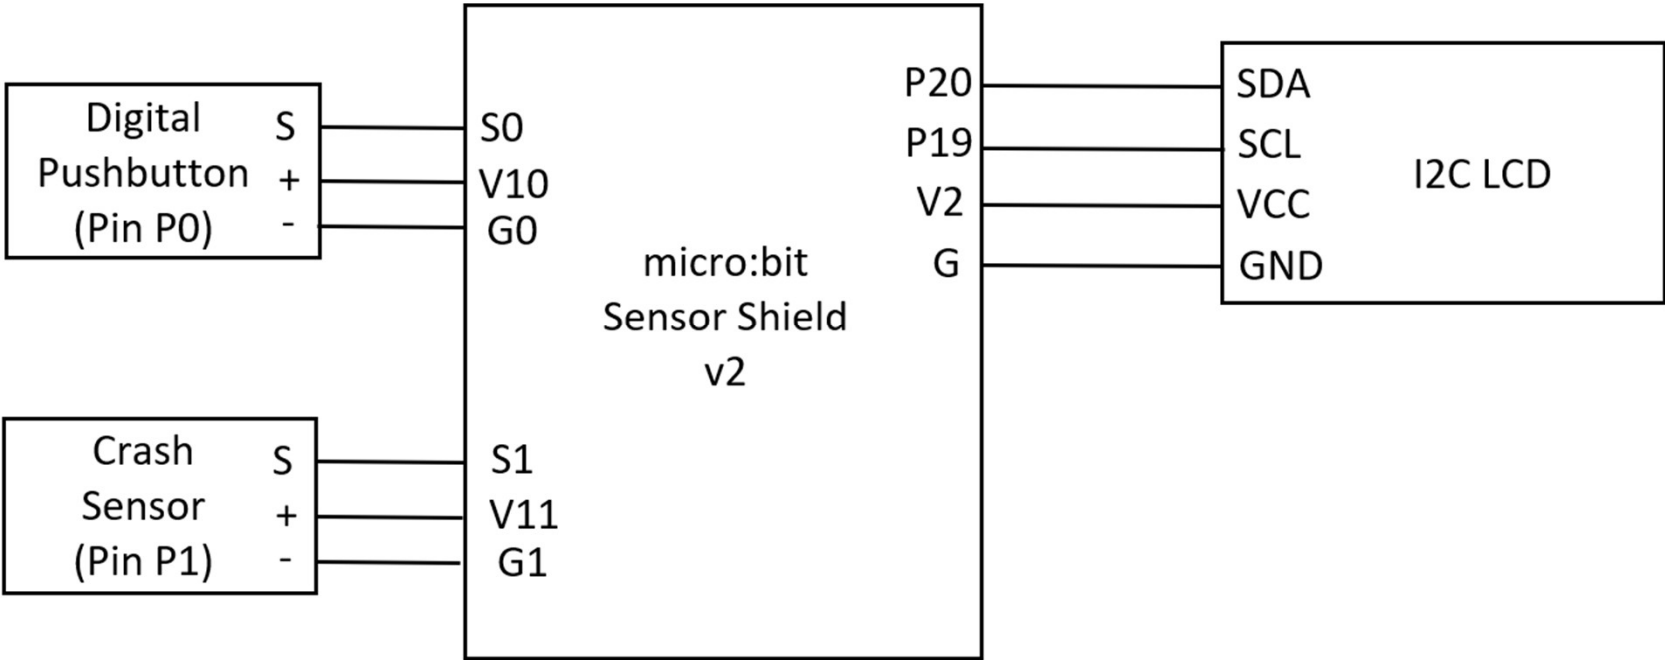 Digital
Pushbutton
(Pin P0)
S
+
-
Crash
Sensor
(Pin P1)
S
+
-
S0
V10
G0
S1
V11
G1
micro:bit
Sensor Shield
v2
P20
P19
V2
G
SDA
SCL
VCC
GND
I2C LCD